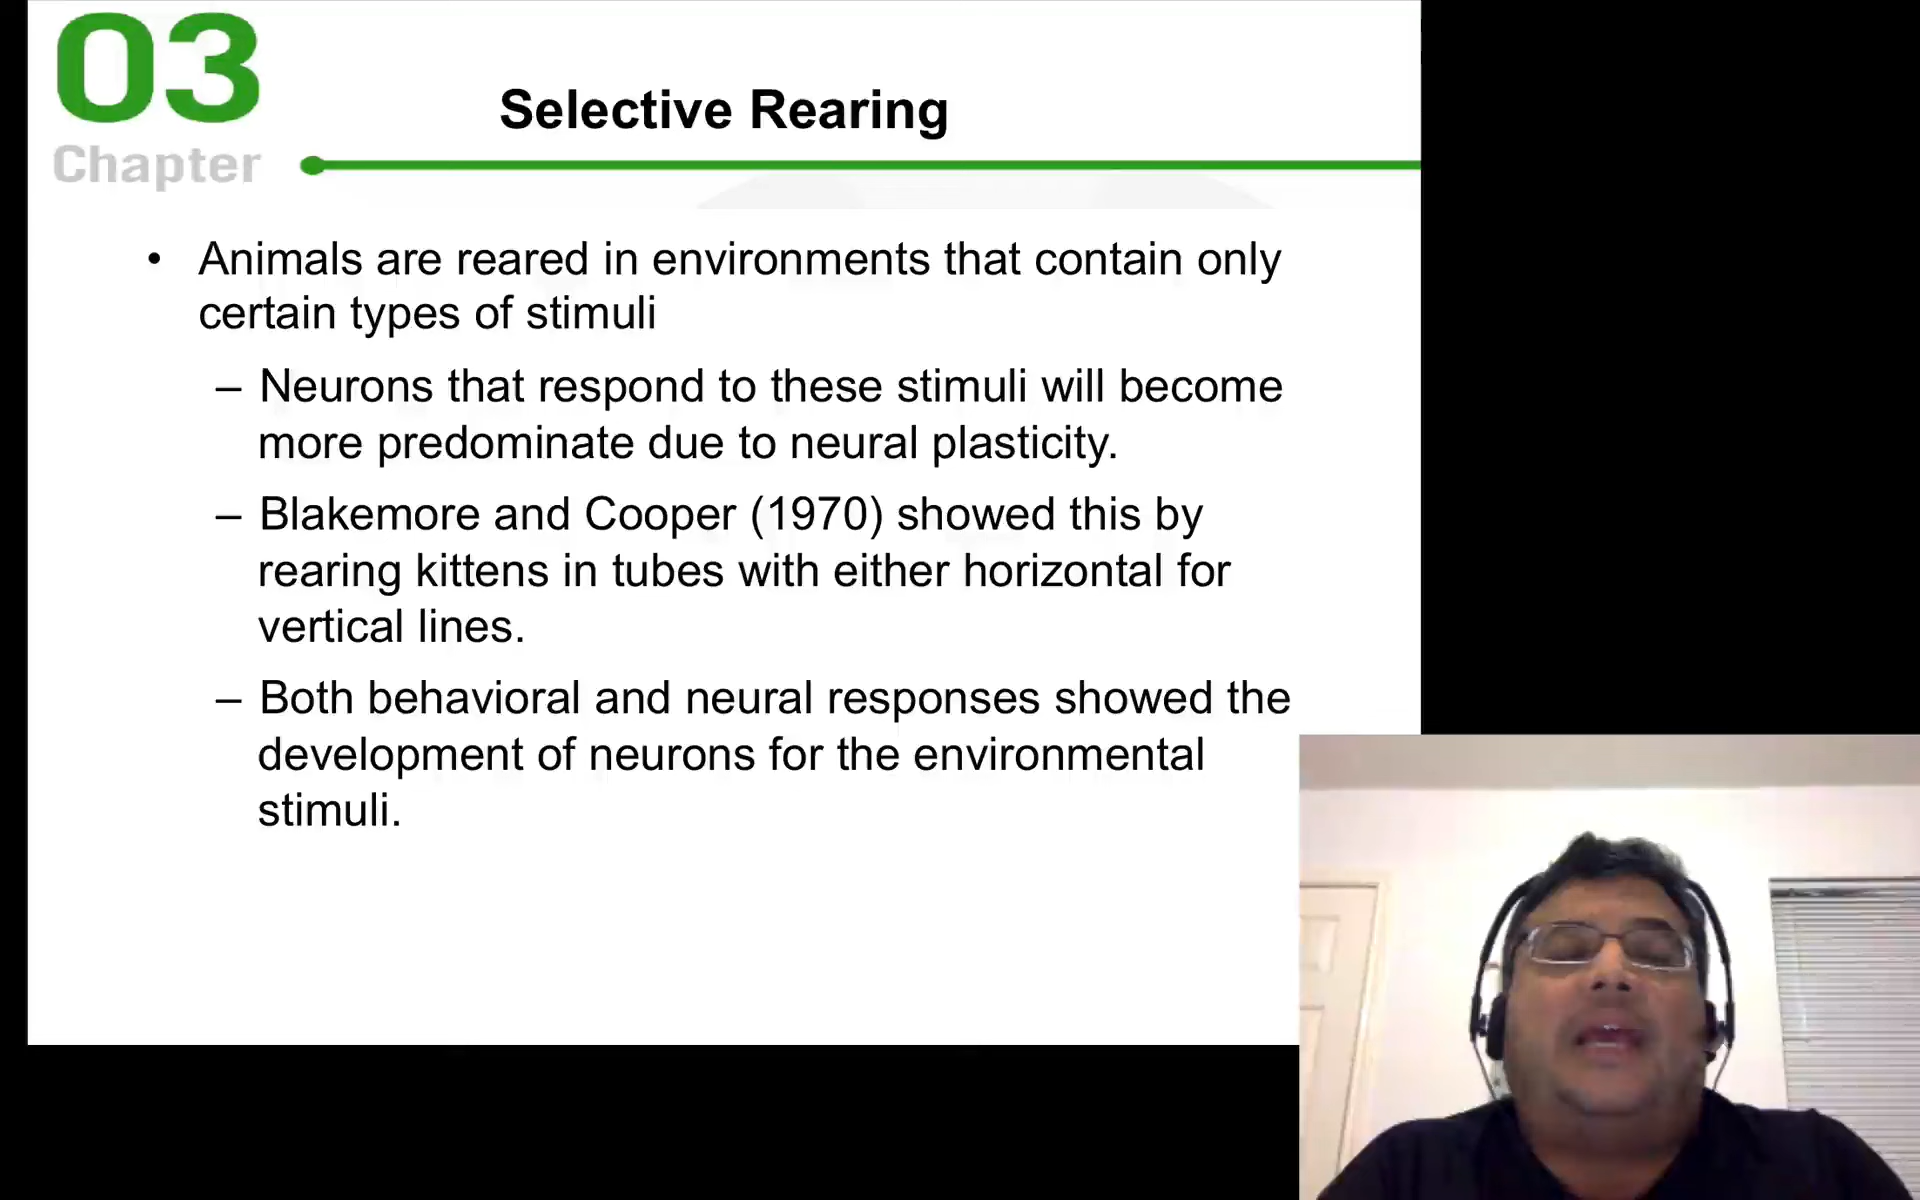 03
Chapter
Selective Rearing
• Animals are reared in environments that contain only
certain types of stimuli
– Neurons that respond to these stimuli will become
more predominate due to neural plasticity.
– Blakemore and Cooper (1970) showed this by
rearing kittens in tubes with either horizontal for
vertical lines.
– Both behavioral and neural responses showed the
development of neurons for the environmental
stimuli.